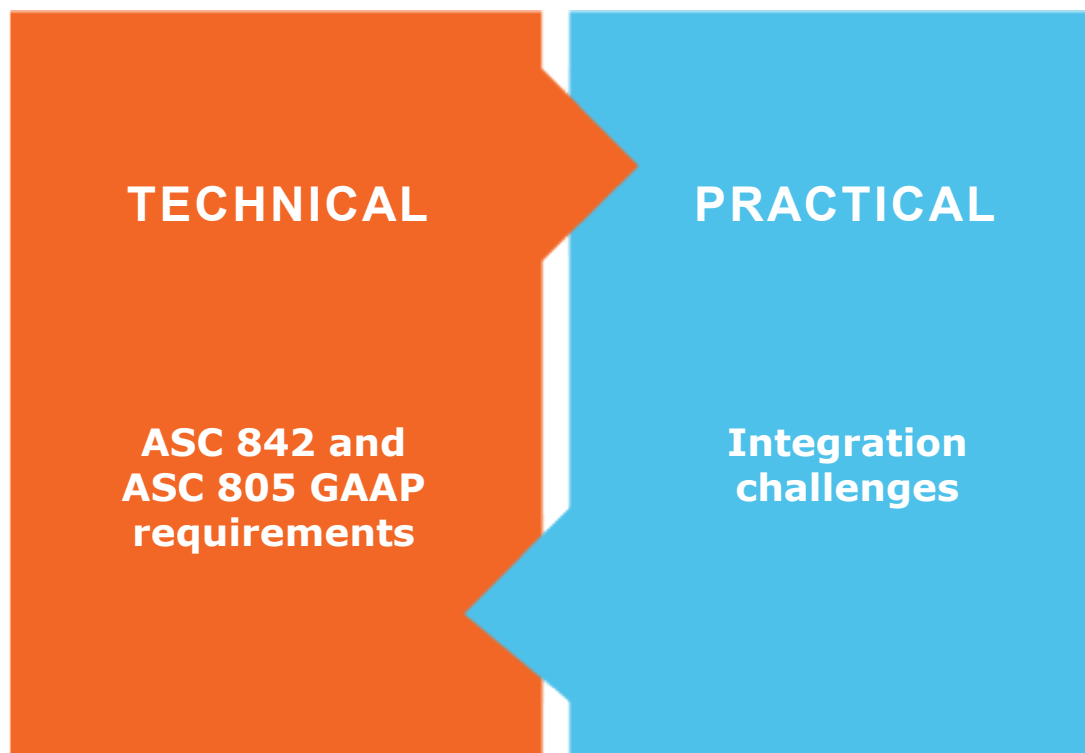 TECHNICAL
ASC 842 and
ASC 805 GAAP
requirements
PRACTICAL
Integration
challenges